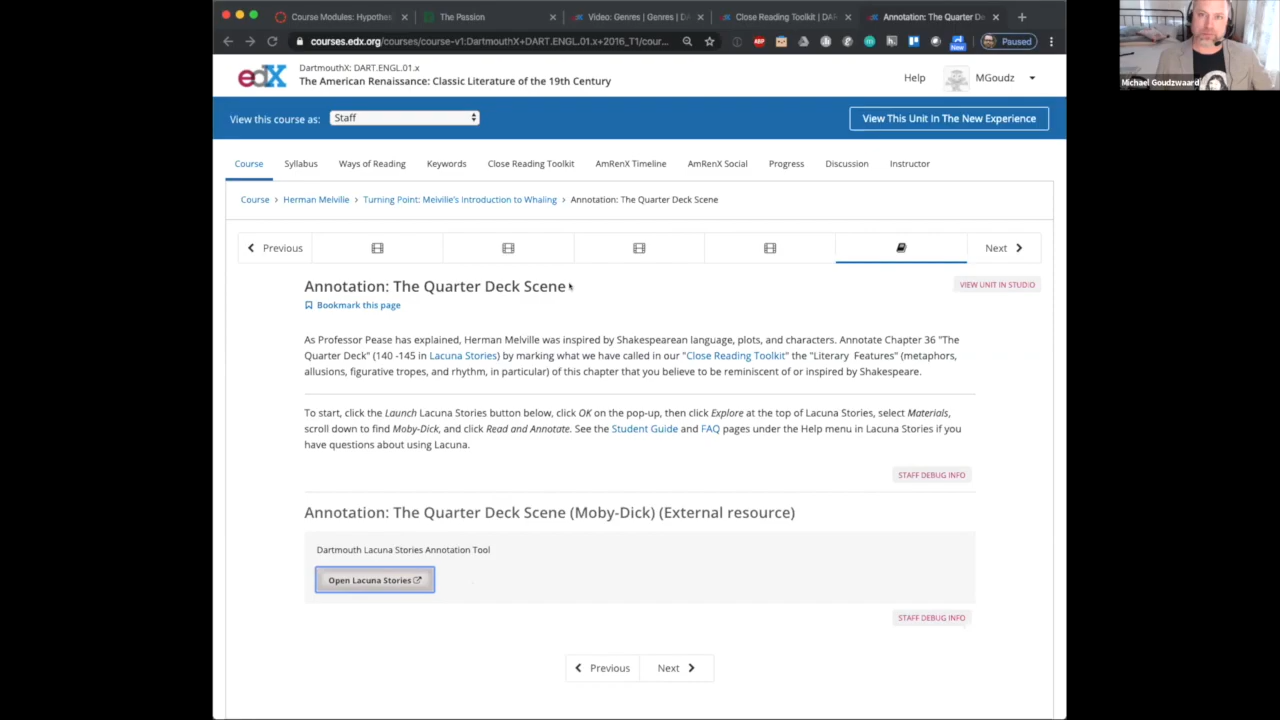 Course Modules: Hypothes
The Passion
Video: Genres | Genres | DA
Close Reading Toolkit | DAR
Annotation: The Quarter De
courses.edx.org/courses/course-v1:DartmouthX+DART.ENGL.01.x+2016_T1/cour...
ABP
New
Paused
Michael Goudzwaard
edX
DartmouthX: DART.ENGL.01.x
The American Renaissance: Classic Literature of the 19th Century
Help
MGoudz
View this course as:
Staff
View This Unit In The New Experience
Course
Syllabus
Ways of Reading
Keywords
Close Reading Toolkit
AmRenX Timeline
AmRenX Social
Progress
Discussion
Instructor
Course > Herman Melville > Turning Point: Melville's Introduction to Whaling > Annotation: The Quarter Deck Scene
Previous
Next
Annotation: The Quarter Deck Scene
VIEW UNIT IN STUDIO
Bookmark this page
As Professor Pease has explained, Herman Melville was inspired by Shakespearean language, plots, and characters. Annotate Chapter 36 "The
Quarter Deck" (140 -145 in Lacuna Stories) by marking what we have called in our "Close Reading Toolkit" the "Literary Features" (metaphors,
allusions, figurative tropes, and rhythm, in particular) of this chapter that you believe to be reminiscent of or inspired by Shakespeare.
To start, click the Launch Lacuna Stories button below, click OK on the pop-up, then click Explore at the top of Lacuna Stories, select Materials,
scroll down to find Moby-Dick, and click Read and Annotate. See the Student Guide and FAQ pages under the Help menu in Lacuna Stories if you
have questions about using Lacuna.
STAFF DEBUG INFO
Annotation: The Quarter Deck Scene (Moby-Dick) (External resource)
Dartmouth Lacuna Stories Annotation Tool
Open Lacuna Stories
STAFF DEBUG INFO
Previous
Next